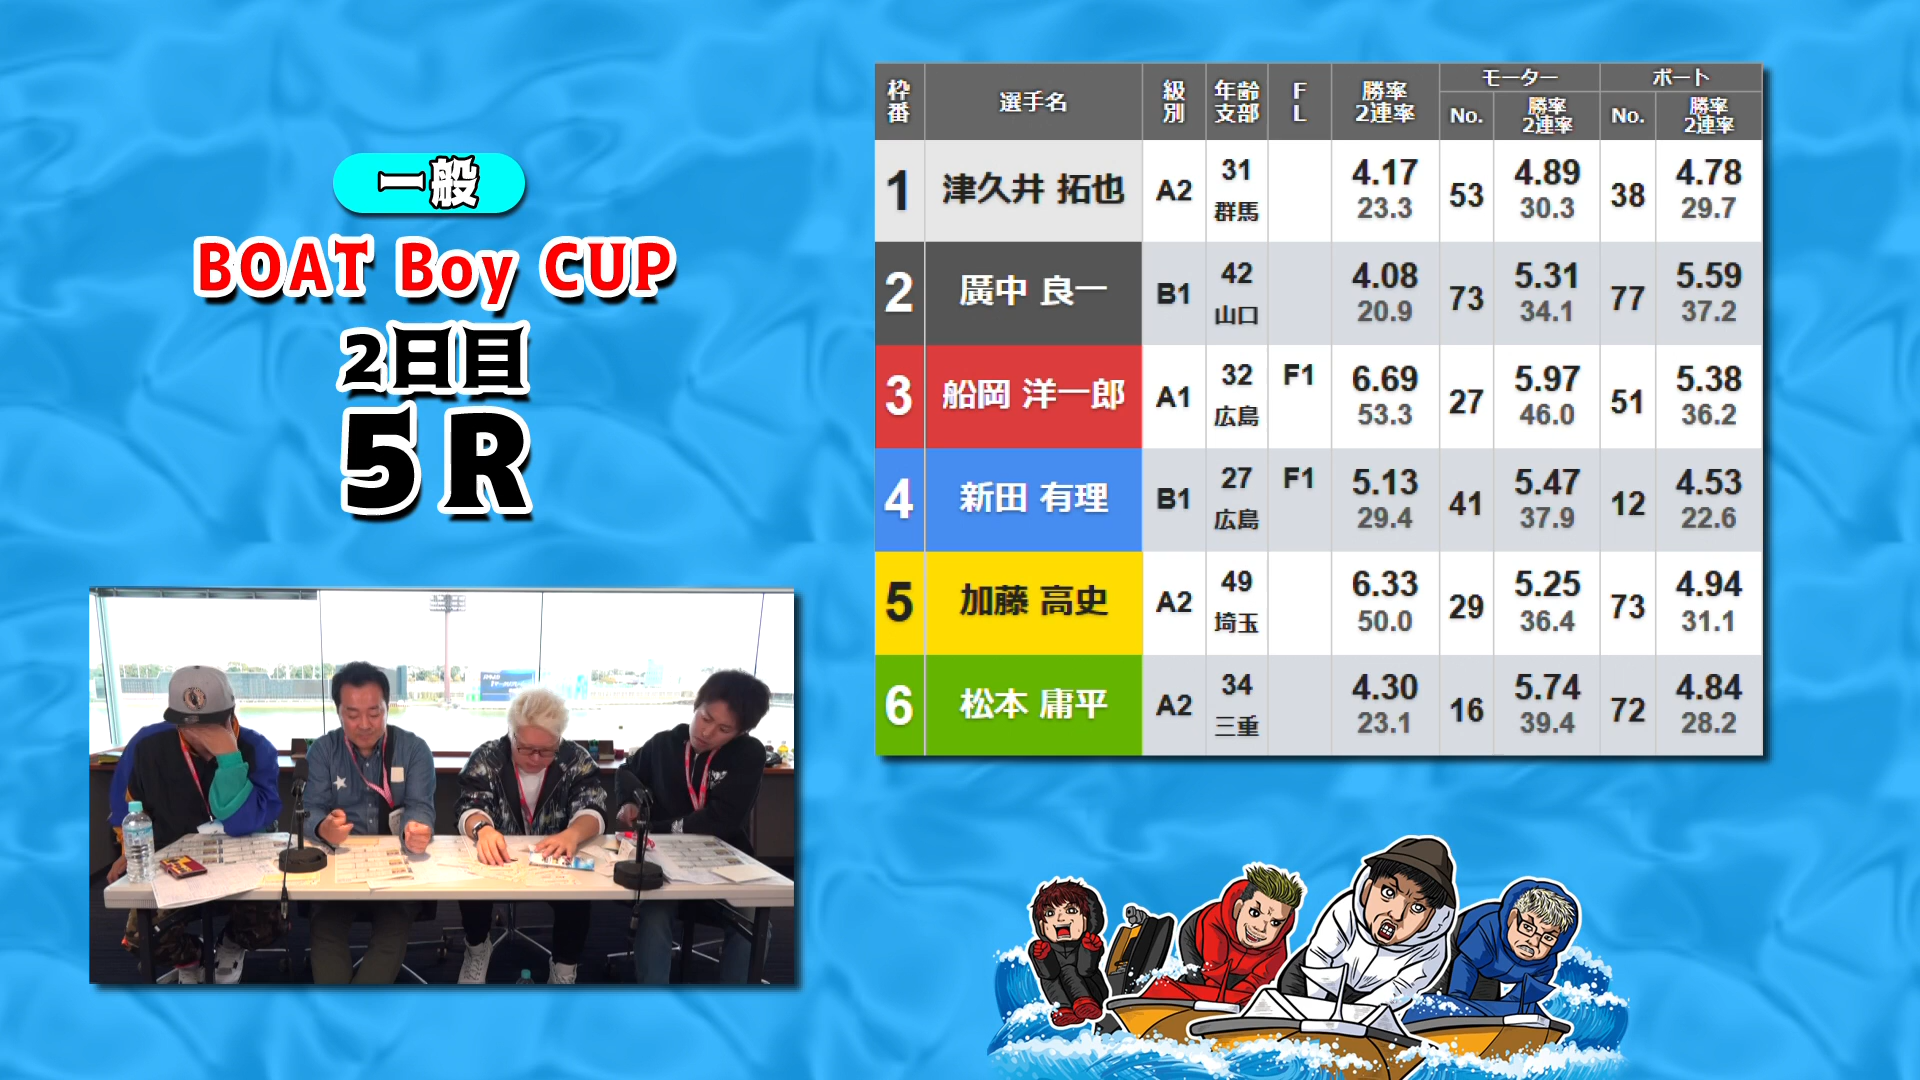 一般
BOAT Boy CUP
2日目
5R
枠番 選手名 級別 年齢支部 FL 勝率2連率 モーター ボート
No. 勝率2連率 No. 勝率2連率
1 津久井 拓也 A2 31 群馬 4.17 23.3 53 4.89 30.3 38 4.78 29.7
2 廣中 良一 B1 42 山口 4.08 20.9 73 5.31 34.1 77 5.59 37.2
3 船岡 洋一郎 A1 32 広島 F1 6.69 53.3 27 5.97 46.0 51 5.38 36.2
4 新田 有理 B1 27 広島 F1 5.13 29.4 41 5.47 37.9 12 4.53 22.6
5 加藤 高史 A2 49 埼玉 6.33 50.0 29 5.25 36.4 73 4.94 31.1
6 松本 庸平 A2 34 三重 4.30 23.1 16 5.74 39.4 72 4.84 28.2